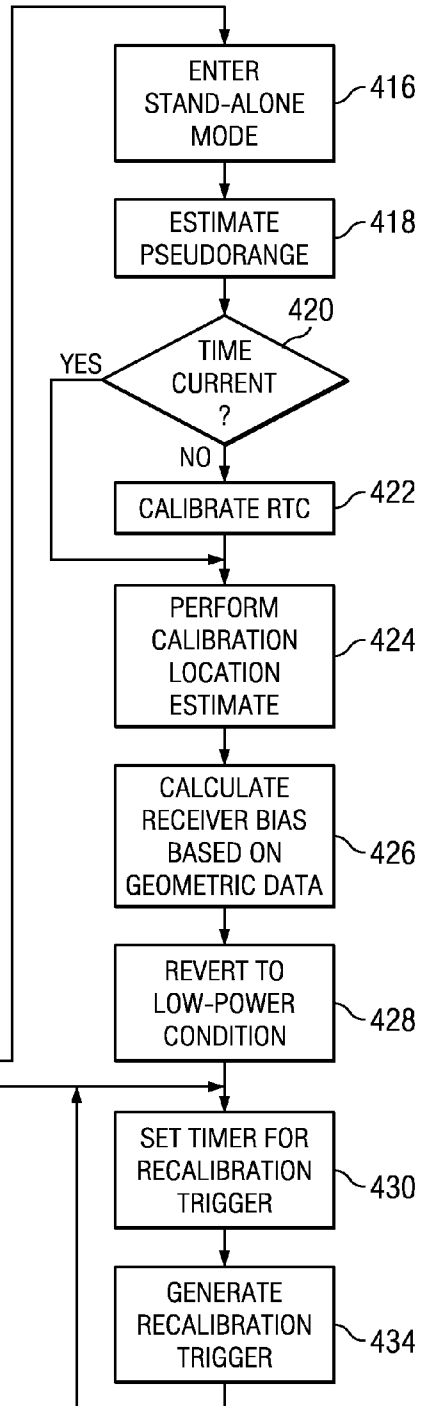 ENTER
STAND-ALONE
MODE
416
ESTIMATE
PSEUDORANGE
418
420
TIME
CURRENT
?
YES
NO
CALIBRATE RTC
422
PERFORM
CALIBRATION
LOCATION
ESTIMATE
424
CALCULATE
RECEIVER BIAS
BASED ON
GEOMETRIC DATA
426
REVERT TO
LOW-POWER
CONDITION
428
SET TIMER FOR
RECALIBRATION
TRIGGER
430
GENERATE
RECALIBRATION
TRIGGER
434